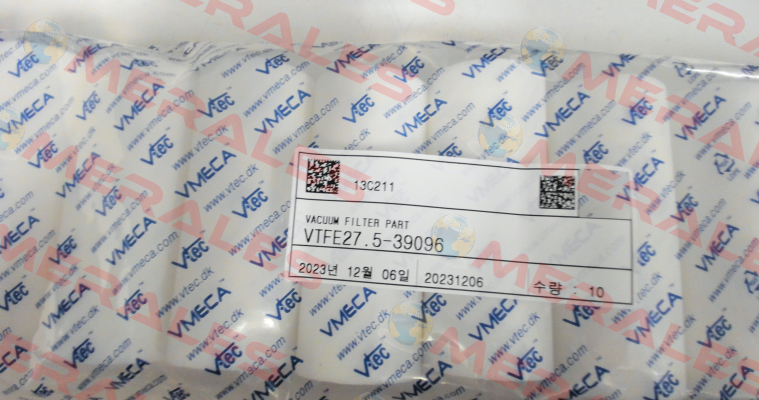 13C211
VACUUM FILTER PART
VTFE27.5-39096
2023년 12월 06일 20231206 수량 : 10
VMECA
Vtec
www.vmeca.com
www.vtec.dk
MERALES